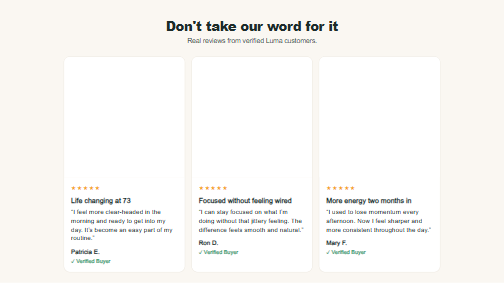 Don't take our word for it
Real reviews from verified Luma customers.
★★★★★
Life changing at 73
"I feel more clear-headed in the
morning and ready to get into my
day. It's become an easy part of my
routine."
Patricia E.
✓ Verified Buyer
★★★★★
Focused without feeling wired
"I can stay focused on what I'm
doing without that jittery feeling. The
difference feels smooth and natural."
Ron D.
✓ Verified Buyer
★★★★★
More energy two months in
"I used to lose momentum every
afternoon. Now I feel sharper and
more consistent throughout the day."
Mary F.
✓ Verified Buyer